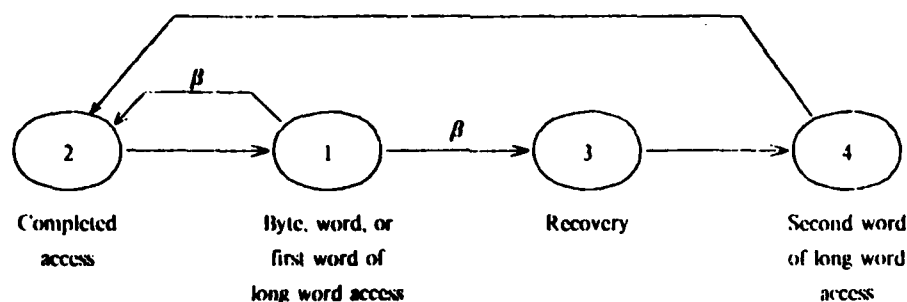 β
β
2
1
3
4
Completed
access
Byte, word, or
first word of
long word access
Recovery
Second word
of long word
access